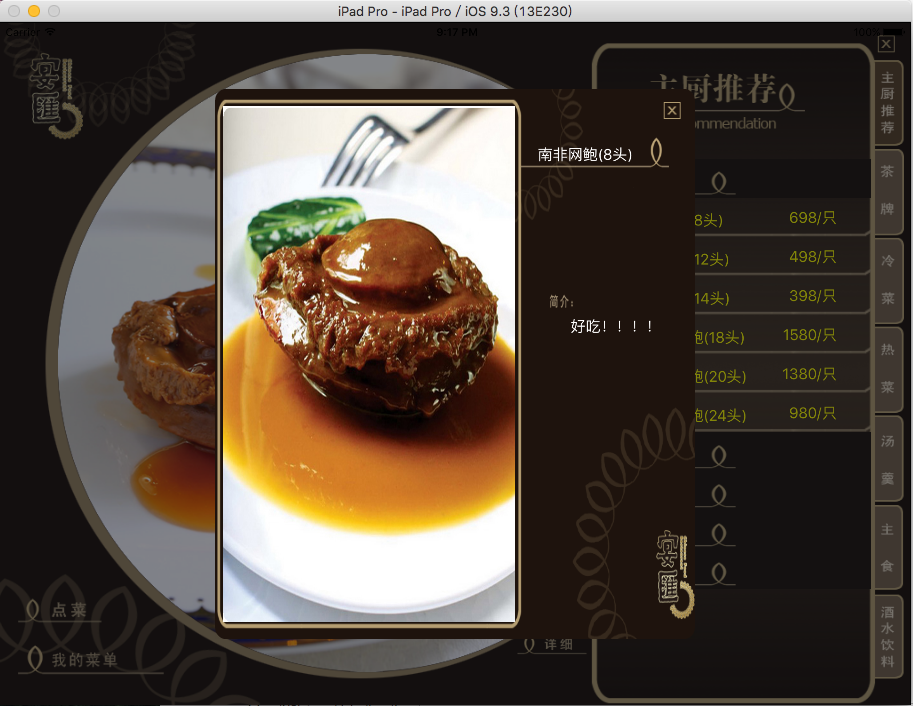 iPad Pro - iPad Pro / iOS 9.3 (13E230)
Carrier
9:17 PM
100%
宴匯
主厨推荐
ommendation
南非网鲍(8头)
简介:
好吃！！！！
8头) 698/只
12头) 498/只
14头) 398/只
鲍(18头) 1580/只
鲍(20头) 1380/只
鲍(24头) 980/只
主厨推荐
茶牌
冷菜
热菜
汤羹
主食
酒水饮料
宴匯
点菜
我的菜单
详细